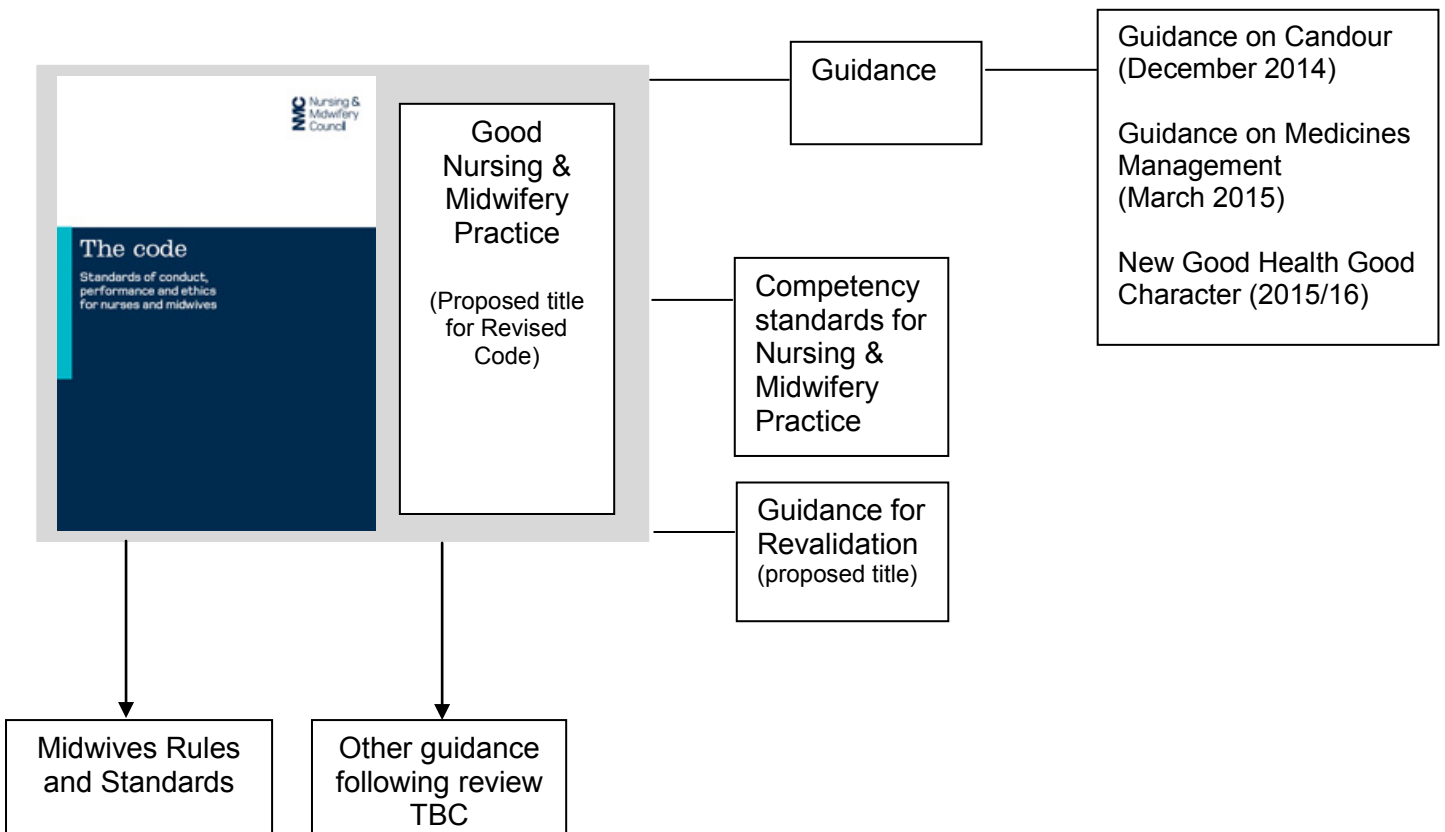 NMC
Nursing &
Midwifery
Council
The code
Standards of conduct,
performance and ethics
for nurses and midwives
Good
Nursing &
Midwifery
Practice
(Proposed title
for Revised
Code)
Guidance
Guidance on Candour
(December 2014)
Guidance on Medicines
Management
(March 2015)
New Good Health Good
Character (2015/16)
Competency
standards for
Nursing &
Midwifery
Practice
Guidance for
Revalidation
(proposed title)
Midwives Rules
and Standards
Other guidance
following review
TBC